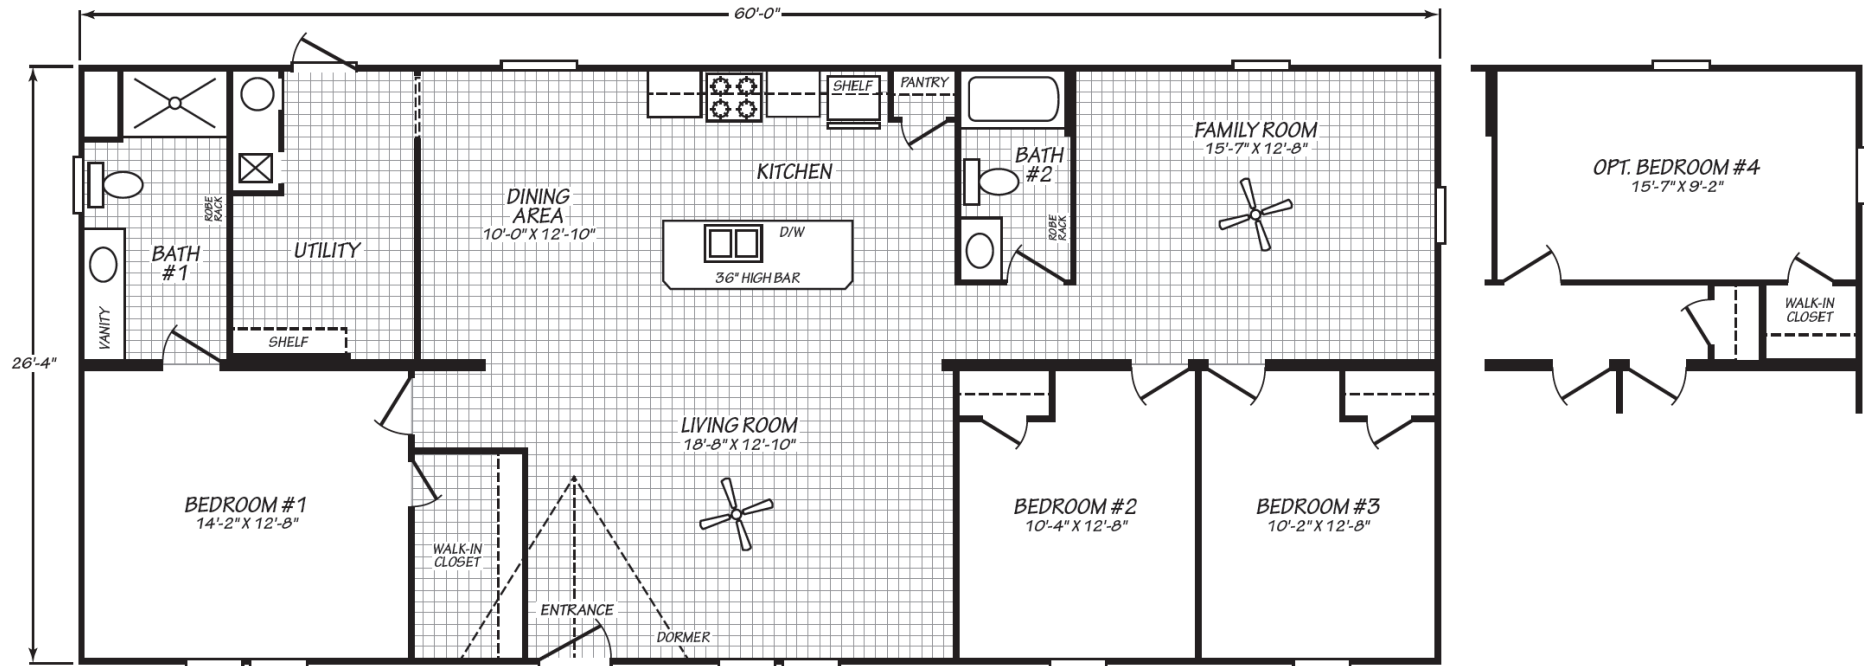 60'-0"
26'-4"
SHELF
PANTRY
FAMILY ROOM
15'-7" X 12'-8"
BATH
#2
KITCHEN
OPT. BEDROOM #4
15'-7" X 9'-2"
DINING
AREA
10'-0" X 12'-10"
ROBE
RACK
ROBE
RACK
D/W
36" HIGH BAR
BATH
#1
UTILITY
VANITY
SHELF
WALK-IN
CLOSET
LIVING ROOM
18'-8" X 12'-10"
BEDROOM #1
14'-2" X 12'-8"
BEDROOM #2
10'-4" X 12'-8"
BEDROOM #3
10'-2" X 12'-8"
WALK-IN
CLOSET
ENTRANCE
DORMER